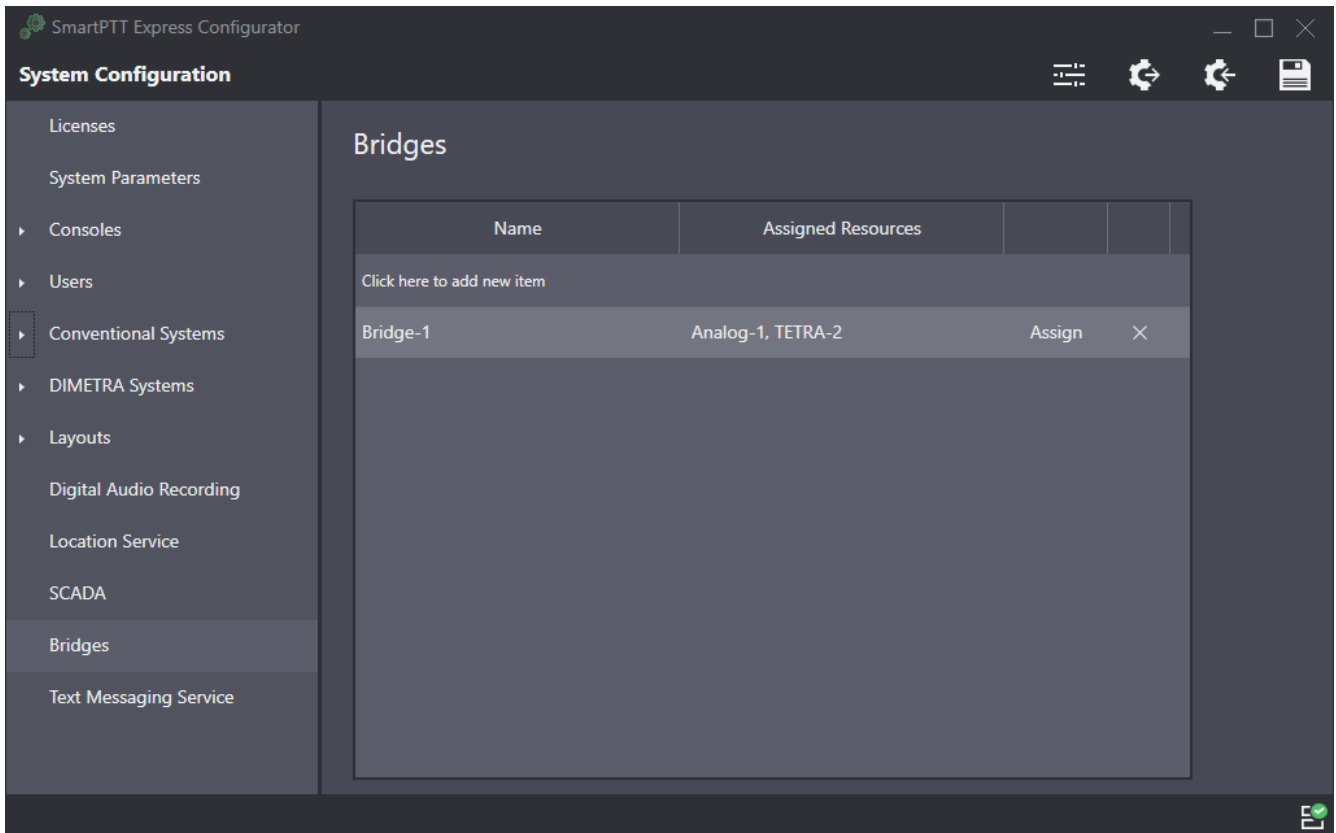 SmartPTT Express Configurator
System Configuration
Licenses
System Parameters
Consoles
Users
Conventional Systems
DIMETRA Systems
Layouts
Digital Audio Recording
Location Service
SCADA
Bridges
Text Messaging Service
Bridges
Name Assigned Resources
Click here to add new item
Bridge-1 Analog-1, TETRA-2 Assign